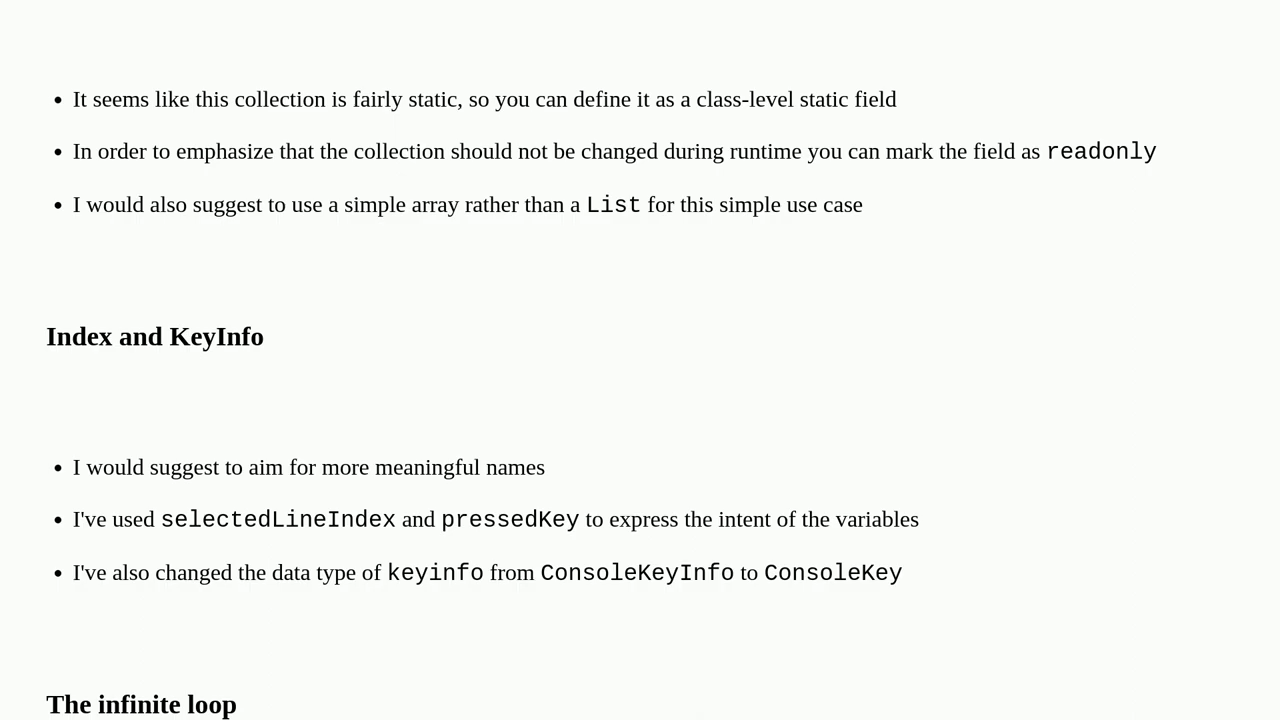 • It seems like this collection is fairly static, so you can define it as a class-level static field
• In order to emphasize that the collection should not be changed during runtime you can mark the field as readonly
• I would also suggest to use a simple array rather than a List for this simple use case
Index and KeyInfo
• I would suggest to aim for more meaningful names
• I've used selectedLineIndex and pressedKey to express the intent of the variables
• I've also changed the data type of keyinfo from ConsoleKeyInfo to ConsoleKey
The infinite loop